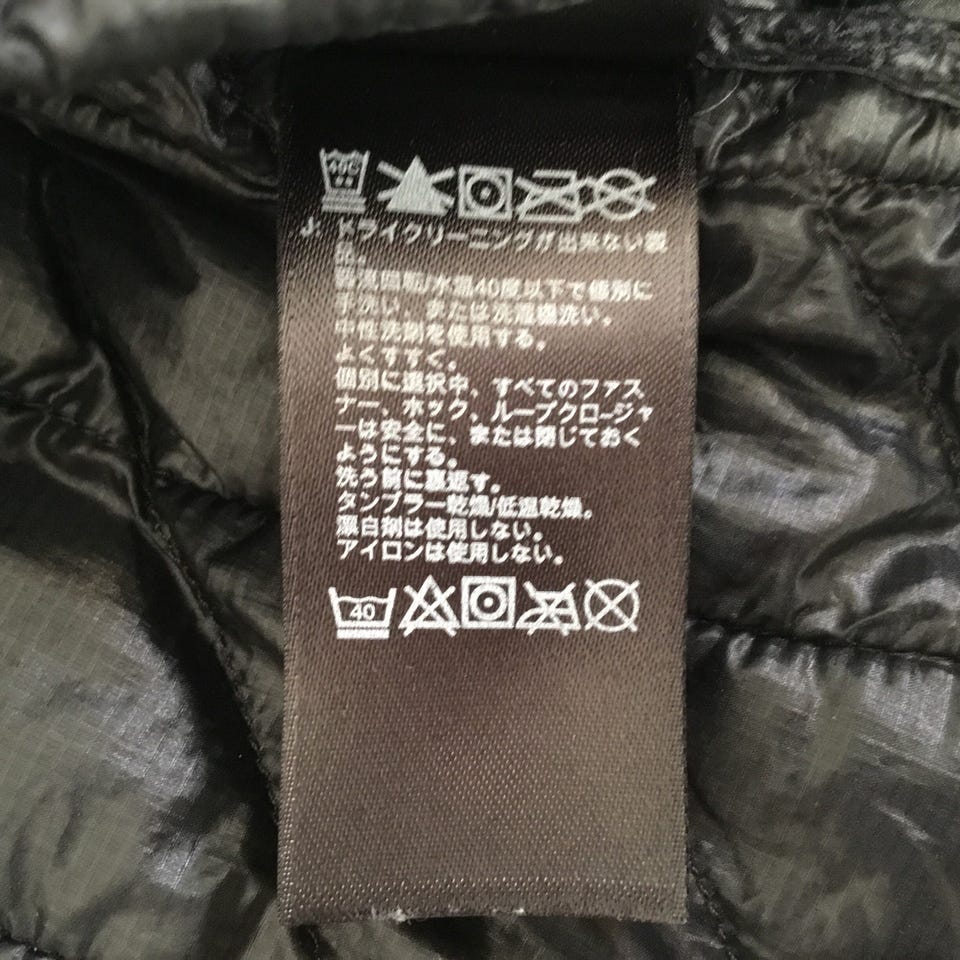 40C
J: ドライクリーニングが出来ない製
品。
普通回転/水温40度以下で個別に
手洗い、または洗濯機洗い。
中性洗剤を使用する。
よくすすぐ。
個別に選択中、すべてのファス
ナー、ホック、ループクロージャ
ーは安全に、または閉じておく
ようにする。
洗う前に裏返す。
タンブラー乾燥/低温乾燥。
漂白剤は使用しない。
アイロンは使用しない。
40